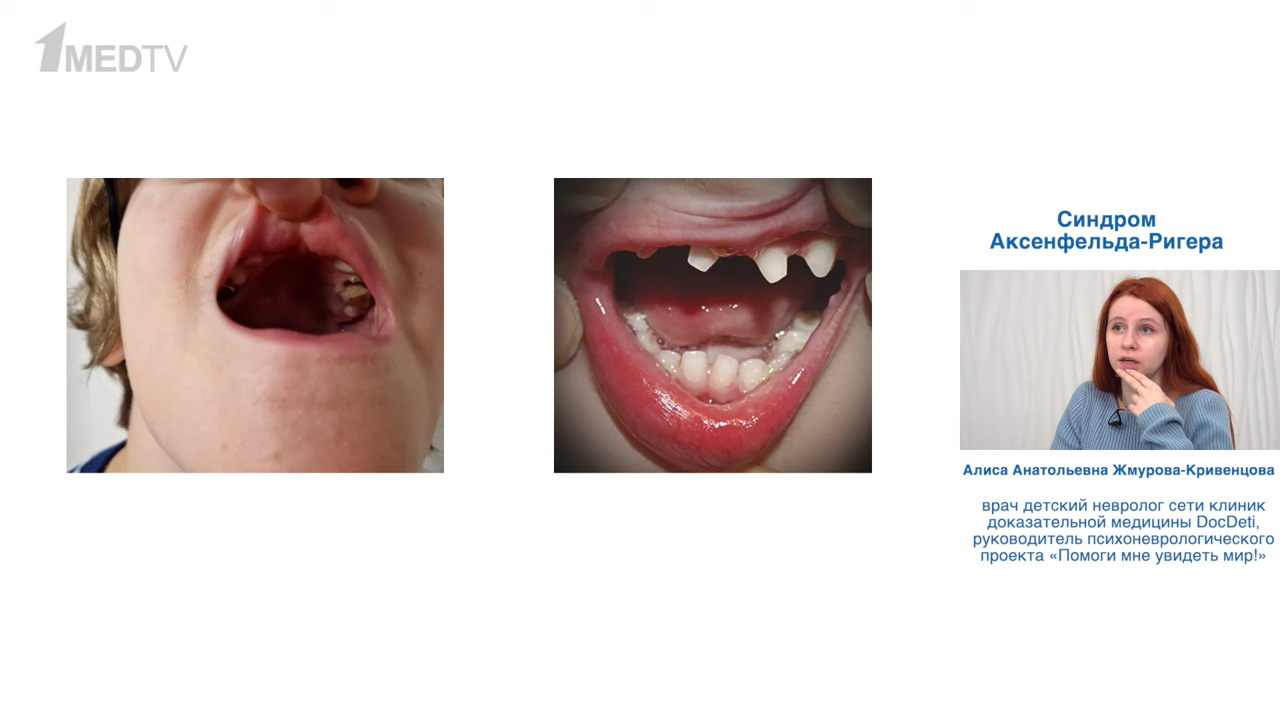 1MEDTV
Синдром
Аксенфельда-Ригера
Алиса Анатольевна Жмурова-Кривенцова
врач детский невролог сети клиник
доказательной медицины DocDeti,
руководитель психоневрологического
проекта «Помоги мне увидеть мир!»